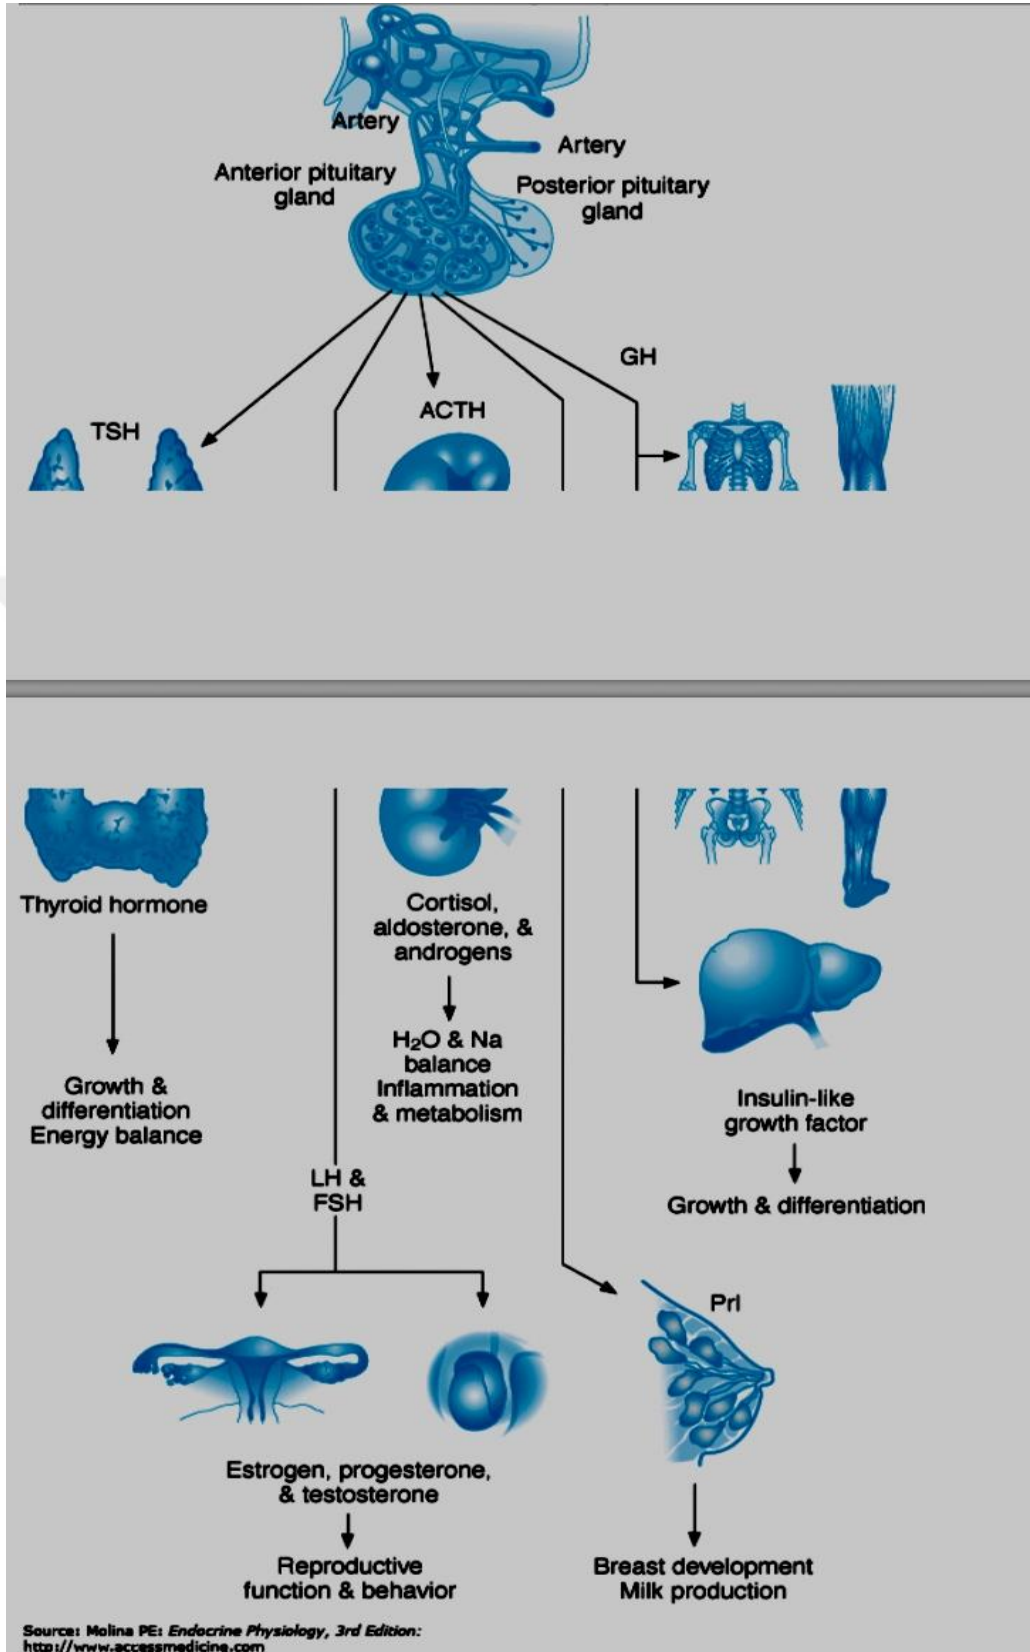 Artery
Artery
Anterior pituitary
gland
Posterior pituitary
gland
GH
ACTH
TSH
Thyroid hormone
Cortisol,
aldosterone, &
androgens
H₂O & Na
balance
Inflammation
& metabolism
Growth &
differentiation
Energy balance
Insulin-like
growth factor
LH &
FSH
Growth & differentiation
Prl
Estrogen, progesterone,
& testosterone
Reproductive
function & behavior
Breast development
Milk production
Source: Molina PE: Endocrine Physiology, 3rd Edition:
http://www.accessmedicine.com